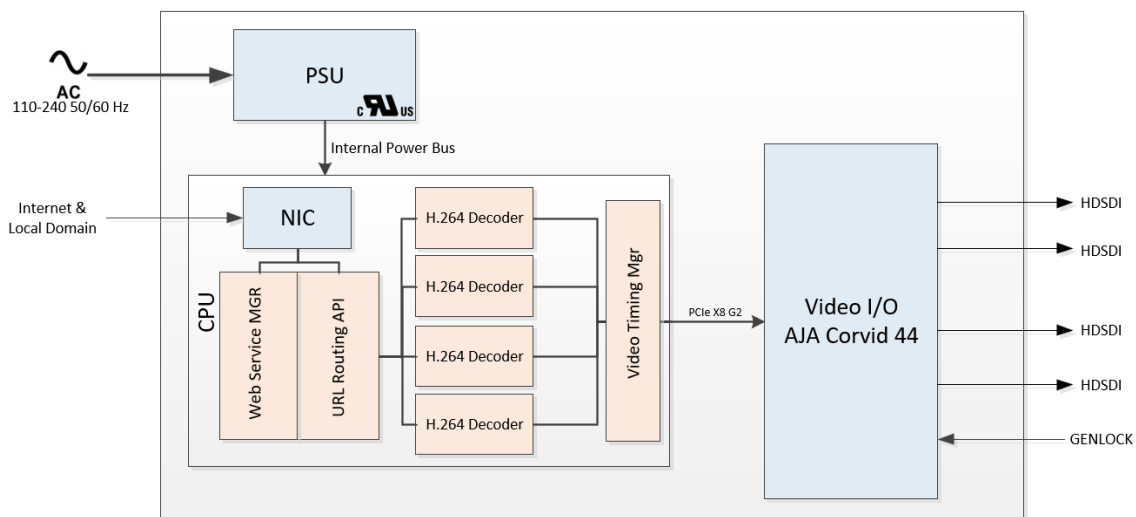 PSU
c RU US
AC
110-240 50/60 Hz
Internal Power Bus
Internet &
Local Domain
NIC
CPU
Web Service MGR
URL Routing API
H.264 Decoder
H.264 Decoder
H.264 Decoder
H.264 Decoder
Video Timing Mgr
PCIe X8 G2
Video I/O
AJA Corvid 44
HDSDI
HDSDI
HDSDI
HDSDI
GENLOCK